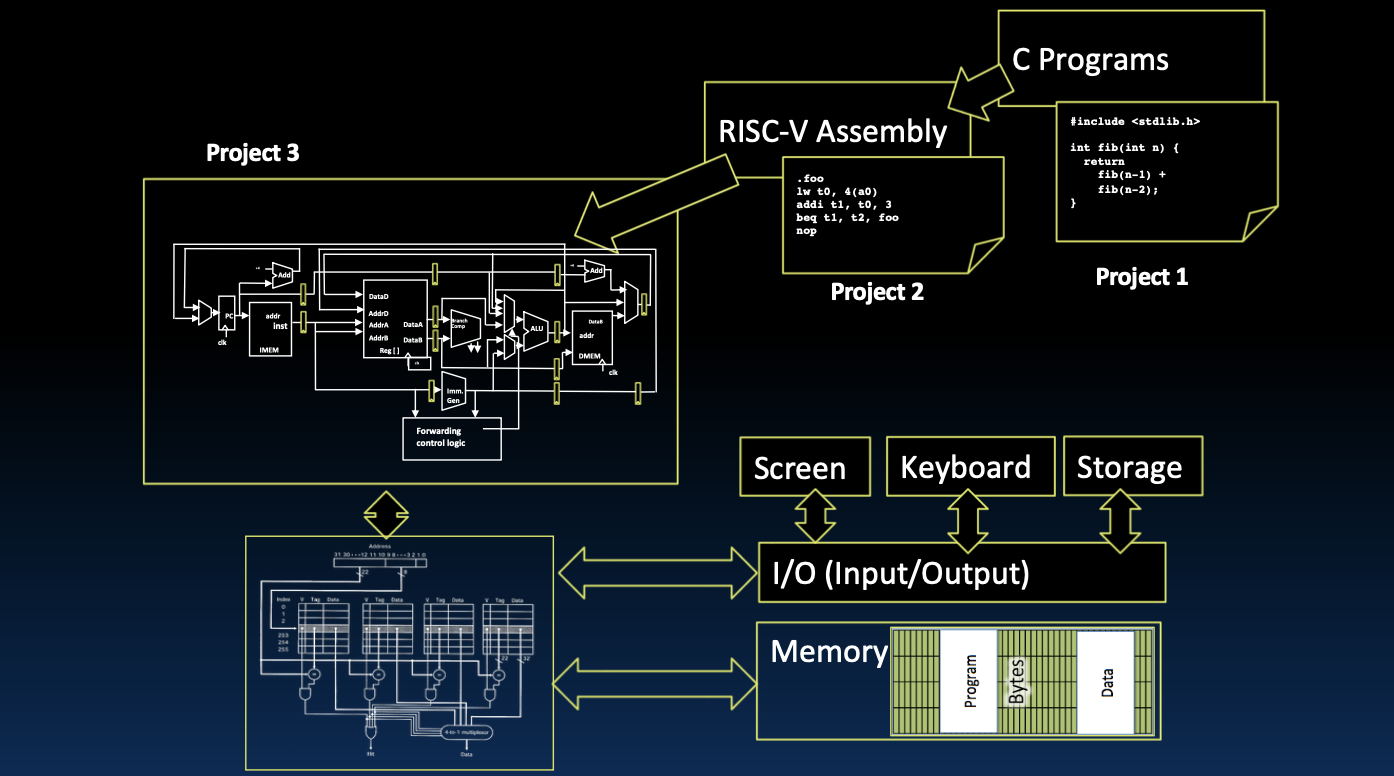 C Programs
#include <stdlib.h>
int fib(int n) {
return
fib(n-1) +
fib(n-2);
}
Project 1
RISC-V Assembly
.foo
lw t0, 4(a0)
addi t1, t0, 3
beq t1, t2, foo
nop
Project 2
Project 3
Add
PC
clk
addr
inst
IMEM
DataD
AddrD
AddrA
AddrB
DataA
DataB
Reg [ ]
clk
Branch
Comp
ALU
Add
DataB
addr
DMEM
clk
Imm.
Gen
Forwarding
control logic
Screen
Keyboard
Storage
I/O (Input/Output)
Memory
Program
Bytes
Data
Address
31 30 •••12 11 10 9 8 •••3 2 1 0
22
8
Index
V Tag Data
V Tag Data
V Tag Data
V Tag Data
0
1
2
253
254
255
22
32
=
=
=
=
4-to-1 multiplexor
Hit
Data